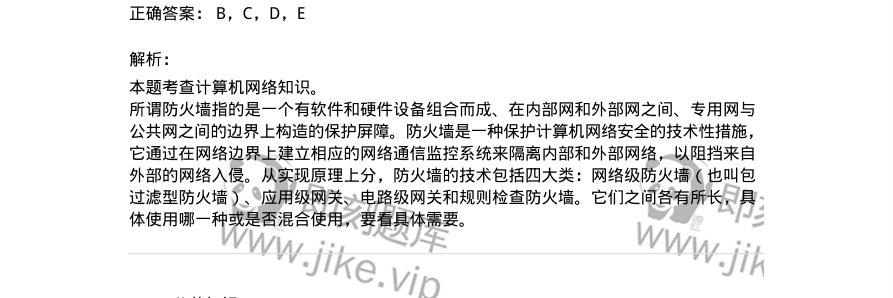 正确答案： B，C，D，E
解析：
本题考查计算机网络知识。
所谓防火墙指的是一个有软件和硬件设备组合而成、在内部网和外部网之间、专用网与
公共网之间的边界上构造的保护屏障。防火墙是一种保护计算机网络安全的技术性措施，
它通过在网络边界上建立相应的网络通信监控系统来隔离内部和外部网络，以阻挡来自
外部的网络入侵。从实现原理上分，防火墙的技术包括四大类：网络级防火墙（也叫包
过滤型防火墙）、应用级网关、电路级网关和规则检查防火墙。它们之间各有所长，具
体使用哪一种或是否混合使用，要看具体需要。
即刻题库
www.jike.vip
即刻
www.jik